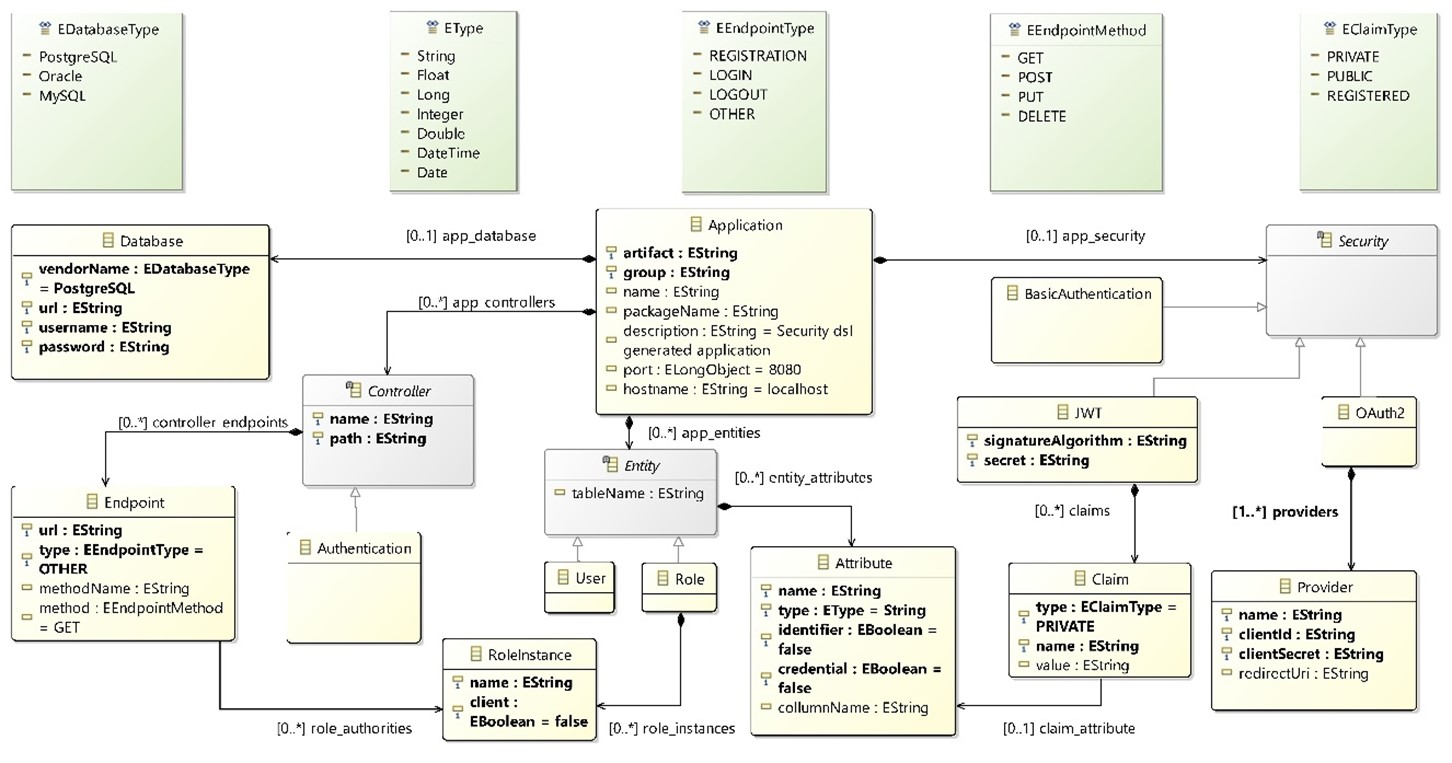 EDatabaseType
PostgreSQL
Oracle
MySQL
EType
String
Float
Long
Integer
Double
DateTime
Date
EEndpointType
REGISTRATION
LOGIN
LOGOUT
OTHER
EEndpointMethod
GET
POST
PUT
DELETE
EClaimType
PRIVATE
PUBLIC
REGISTERED
Database
vendorName : EDatabaseType
= PostgreSQL
url : EString
username : EString
password : EString
[0..1] app_database
[0..*] app_controllers
Application
artifact : EString
group : EString
name : EString
packageName : EString
description : EString = Security dsl
generated application
port : ELongObject = 8080
hostname : EString = localhost
[0..1] app_security
Security
BasicAuthentication
Controller
name : EString
path : EString
[0..*] controller_endpoints
[0..*] app_entities
JWT
signatureAlgorithm : EString
secret : EString
OAuth2
Entity
tableName : EString
[0..*] entity_attributes
[0..*] claims
[1..*] providers
Endpoint
url : EString
type : EEndpointType =
OTHER
methodName : EString
method : EEndpointMethod
= GET
Authentication
User
Role
Attribute
name : EString
type : EType = String
identifier : EBoolean =
false
credential : EBoolean =
false
collumnName : EString
Claim
type : EClaimType =
PRIVATE
name : EString
value : EString
Provider
name : EString
clientId : EString
clientSecret : EString
redirectUri : EString
RoleInstance
name : EString
client :
EBoolean = false
[0..*] role_authorities
[0..*] role_instances
[0..1] claim_attribute